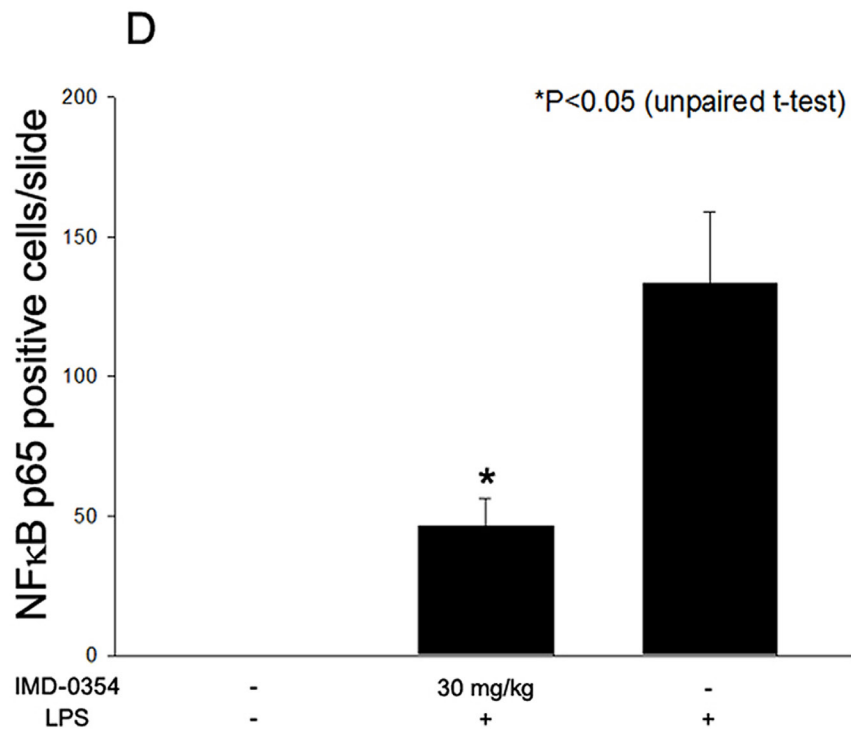 D
*P<0.05 (unpaired t-test)
NFκB p65 positive cells/slide
200
150
100
50
0
*
IMD-0354 - 30 mg/kg -
LPS - + +